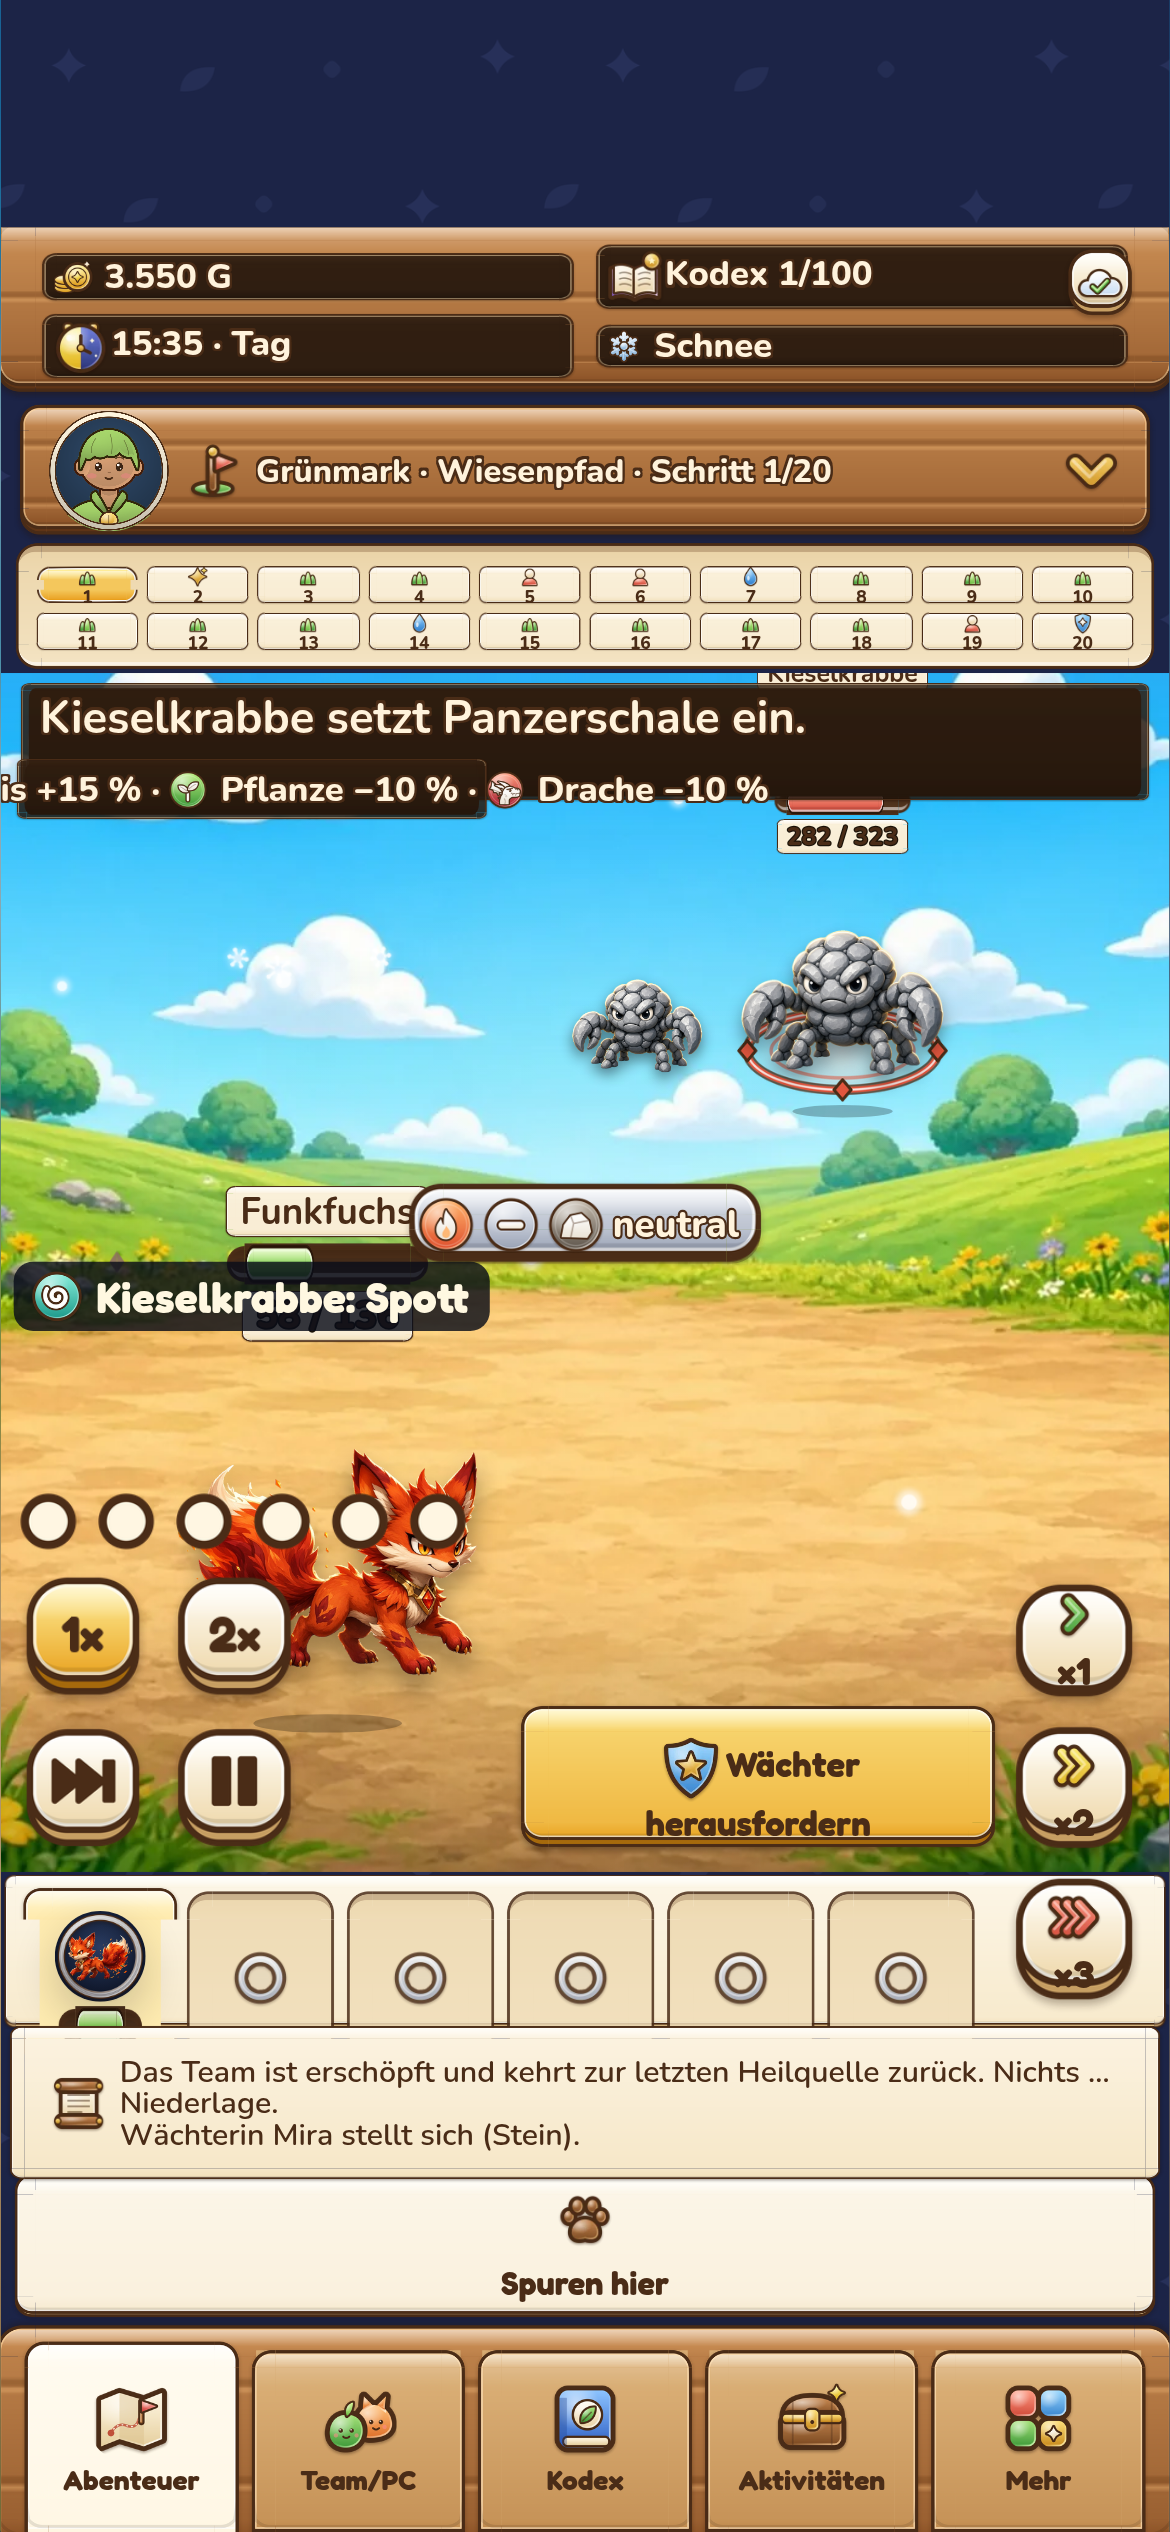 3.550 G
Kodex 1/100
15:35 · Tag
Schnee
Grünmark · Wiesenpfad · Schritt 1/20
1 2 3 4 5 6 7 8 9 10
11 12 13 14 15 16 17 18 19 20
Kieselkrabbe
Kieselkrabbe setzt Panzerschale ein.
is +15 % · Pflanze −10 % · Drache −10 %
282 / 323
Funkfuchs
neutral
Kieselkrabbe: Spott
1x
2x
x1
Wächter
herausfordern
x2
x3
Das Team ist erschöpft und kehrt zur letzten Heilquelle zurück. Nichts ...
Niederlage.
Wächterin Mira stellt sich (Stein).
Spuren hier
Abenteuer
Team/PC
Kodex
Aktivitäten
Mehr